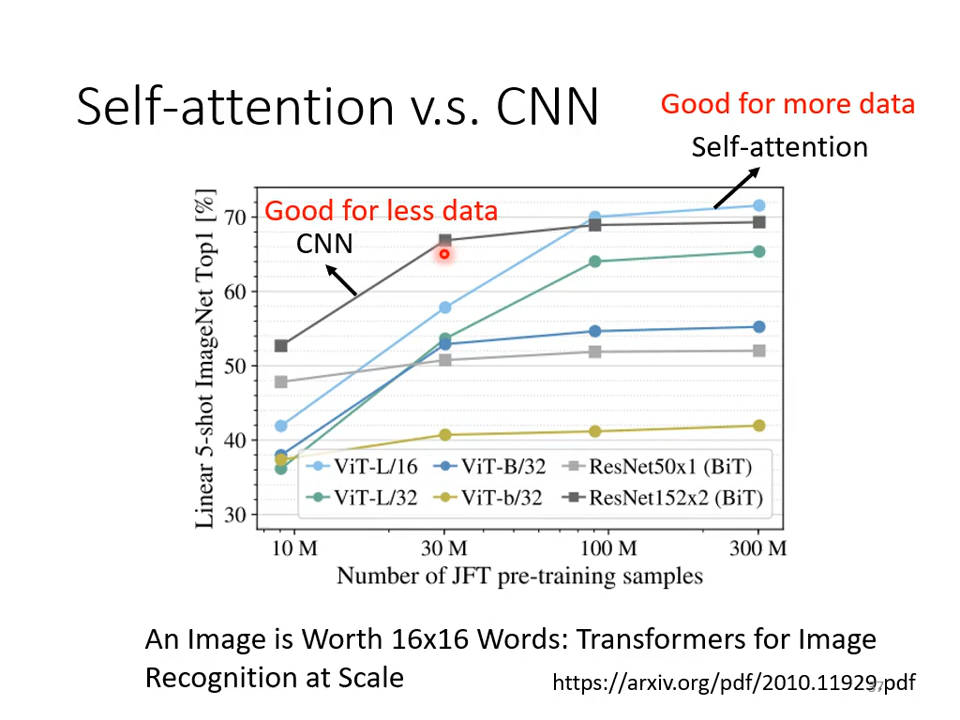 Self-attention v.s. CNN
Good for more data
Self-attention
Good for less data
CNN
Linear 5-shot ImageNet Top1 [%]
70
60
50
40
30
ViT-L/16
ViT-B/32
ResNet50x1 (BiT)
ViT-L/32
ViT-b/32
ResNet152x2 (BiT)
10 M
30 M
100 M
300 M
Number of JFT pre-training samples
An Image is Worth 16x16 Words: Transformers for Image
Recognition at Scale
https://arxiv.org/pdf/2010.11929.pdf
37